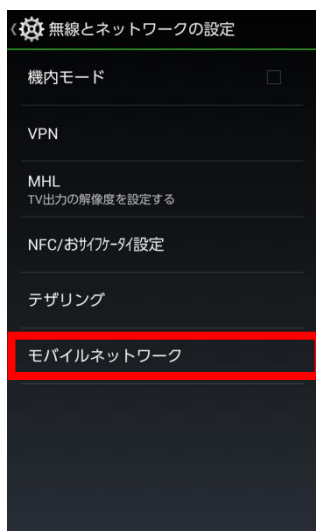 無線とネットワークの設定
機内モード
VPN
MHL
TV出力の解像度を設定する
NFC/おサイフケータイ設定
テザリング
モバイルネットワーク